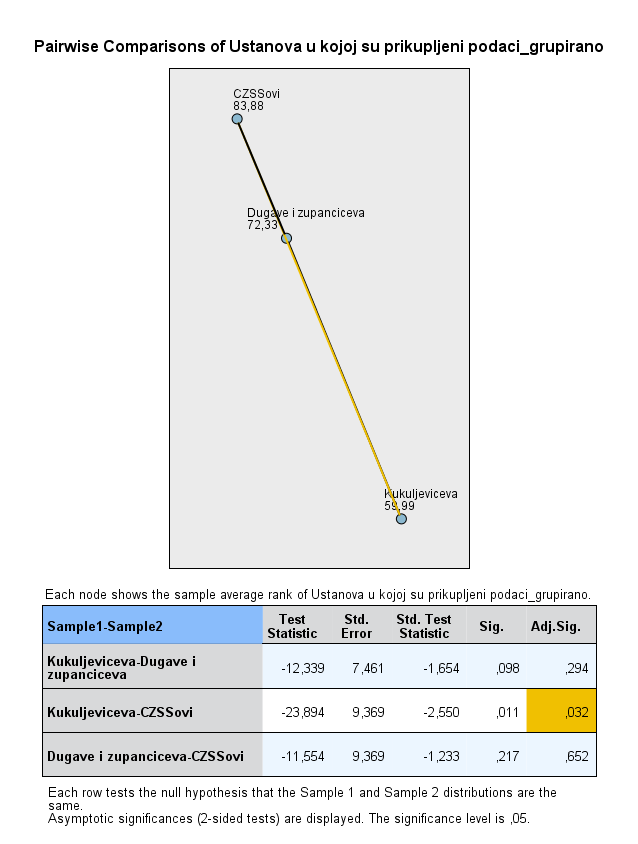 Pairwise Comparisons of Ustanova u kojoj su prikupljeni podaci_grupirano
CZSSovi
83,88
Dugave i zupanciceva
72,33
Kukuljeviceva
59,99
Each node shows the sample average rank of Ustanova u kojoj su prikupljeni podaci_grupirano.
Sample1-Sample2 Test Statistic Std. Error Std. Test Statistic Sig. Adj.Sig.
Kukuljeviceva-Dugave i zupanciceva -12,339 7,461 -1,654 ,098 ,294
Kukuljeviceva-CZSSovi -23,894 9,369 -2,550 ,011 ,032
Dugave i zupanciceva-CZSSovi -11,554 9,369 -1,233 ,217 ,652
Each row tests the null hypothesis that the Sample 1 and Sample 2 distributions are the
same.
Asymptotic significances (2-sided tests) are displayed. The significance level is ,05.